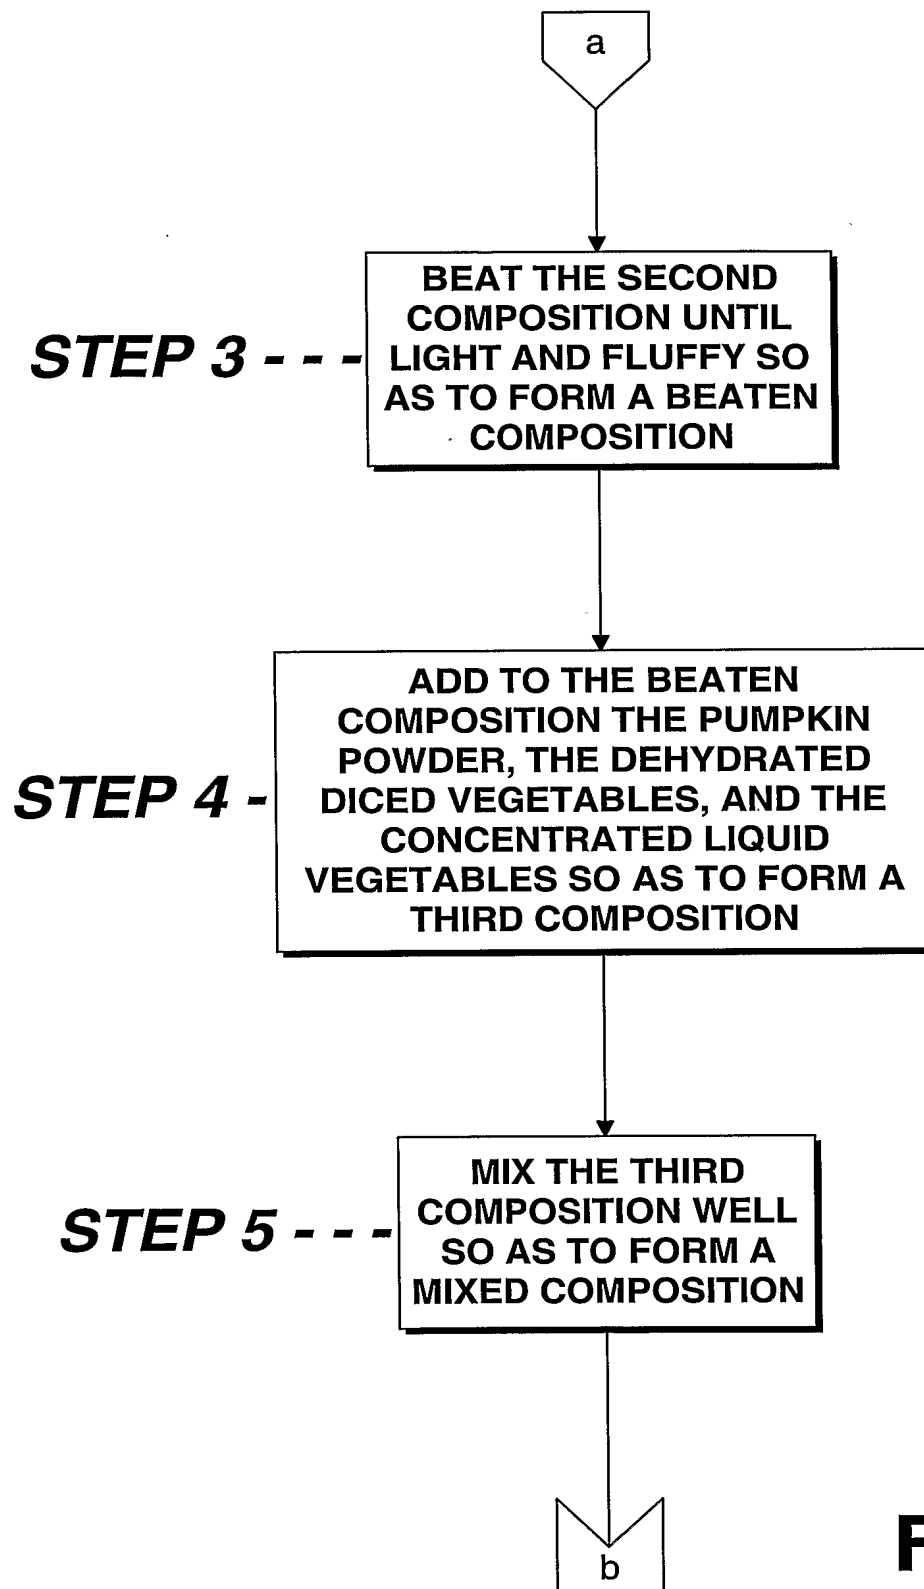 a
BEAT THE SECOND
COMPOSITION UNTIL
STEP 3 - - -
LIGHT AND FLUFFY SO
AS TO FORM A BEATEN
COMPOSITION
ADD TO THE BEATEN
COMPOSITION THE PUMPKIN
POWDER, THE DEHYDRATED
STEP 4 -
DICED VEGETABLES, AND THE
CONCENTRATED LIQUID
VEGETABLES SO AS TO FORM A
THIRD COMPOSITION
MIX THE THIRD
COMPOSITION WELL
STEP 5 - - -
SO AS TO FORM A
MIXED COMPOSITION
b